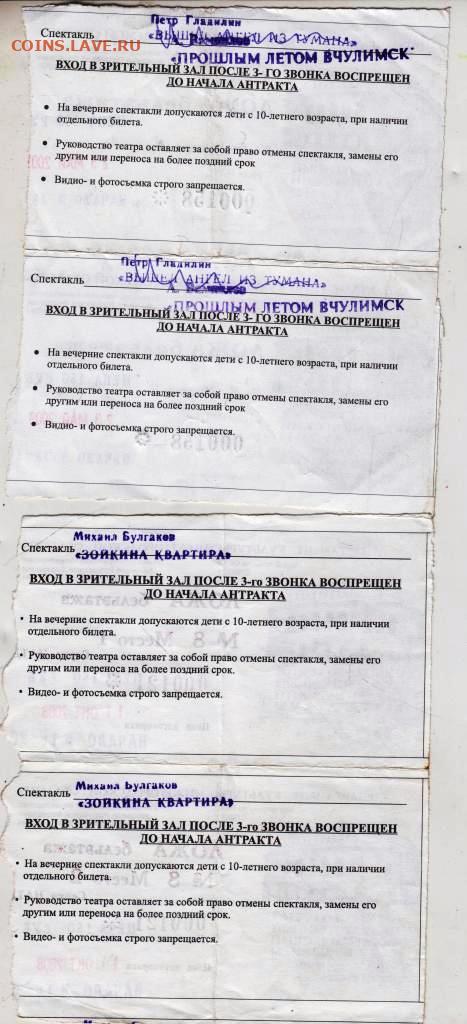 COINS.LAVE.RU
Петр Гладилин
Спектакль «ВЫШЕЛ АНГЕЛ ИЗ ТУМАНА»
«ПРОШЛЫМ ЛЕТОМ ВЧУЛИМСК
ВХОД В ЗРИТЕЛЬНЫЙ ЗАЛ ПОСЛЕ 3- ГО ЗВОНКА ВОСПРЕЩЕН
ДО НАЧАЛА АНТРАКТА
• На вечерние спектакли допускаются дети с 10-летнего возраста, при наличии
отдельного билета.
• Руководство театра оставляет за собой право отмены спектакля, замены его
другим или переноса на более поздний срок
• Видио- и фотосъемка строго запрещается.
000158
Петр Гладилин
Спектакль «ВЫШЕЛ АНГЕЛ ИЗ ТУМАНА»
«ПРОШЛЫМ ЛЕТОМ ВЧУЛИМСК
ВХОД В ЗРИТЕЛЬНЫЙ ЗАЛ ПОСЛЕ 3- ГО ЗВОНКА ВОСПРЕЩЕН
ДО НАЧАЛА АНТРАКТА
• На вечерние спектакли допускаются дети с 10-летнего возраста, при наличии
отдельного билета.
• Руководство театра оставляет за собой право отмены спектакля, замены его
другим или переноса на более поздний срок
• Видио- и фотосъемка строго запрещается.
000158
Михаил Булгаков
Спектакль «ЗОЙКИНА КВАРТИРА»
ВХОД В ЗРИТЕЛЬНЫЙ ЗАЛ ПОСЛЕ 3-го ЗВОНКА ВОСПРЕЩЕН
ДО НАЧАЛА АНТРАКТА
• На вечерние спектакли допускаются дети с 10-летнего возраста, при наличии
отдельного билета.
• Руководство театра оставляет за собой право отмены спектакля, замены его
другим или переноса на более поздний срок.
• Видио- и фотосъемка строго запрещается.
Михаил Булгаков
Спектакль «ЗОЙКИНА КВАРТИРА»
ВХОД В ЗРИТЕЛЬНЫЙ ЗАЛ ПОСЛЕ 3-го ЗВОНКА ВОСПРЕЩЕН
ДО НАЧАЛА АНТРАКТА
• На вечерние спектакли допускаются дети с 10-летнего возраста, при наличии
отдельного билета.
• Руководство театра оставляет за собой право отмены спектакля, замены его
другим или переноса на более поздний срок.
• Видио- и фотосъемка строго запрещается.